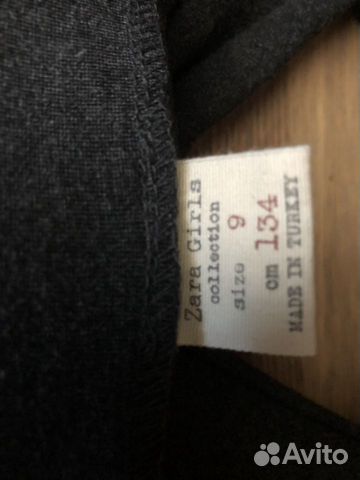 Zara Girls
collection
size 9
cm 134
MADE IN TURKEY
Avito